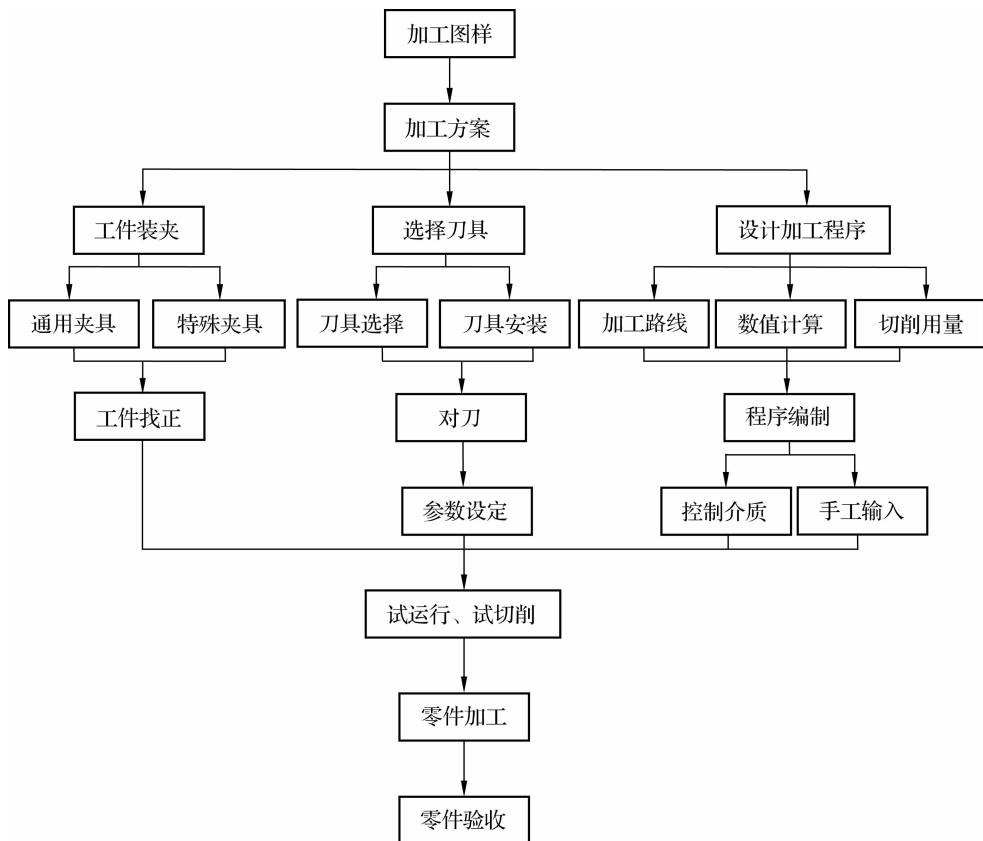 加工图样
加工方案
工件装夹
选择刀具
设计加工程序
通用夹具
特殊夹具
刀具选择
刀具安装
加工路线
数值计算
切削用量
工件找正
对刀
程序编制
参数设定
控制介质
手工输入
试运行、试切削
零件加工
零件验收